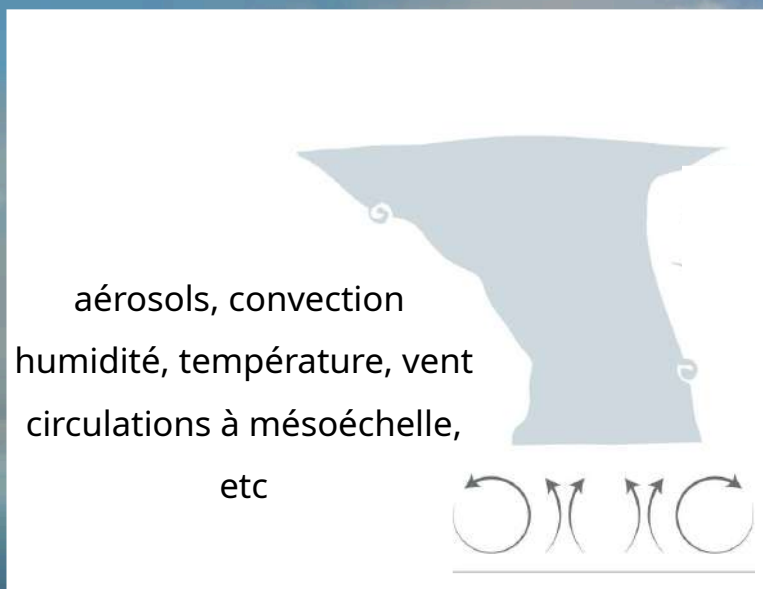 aérosols, convection
humidité, température, vent
circulations à mésoéchelle,
etc